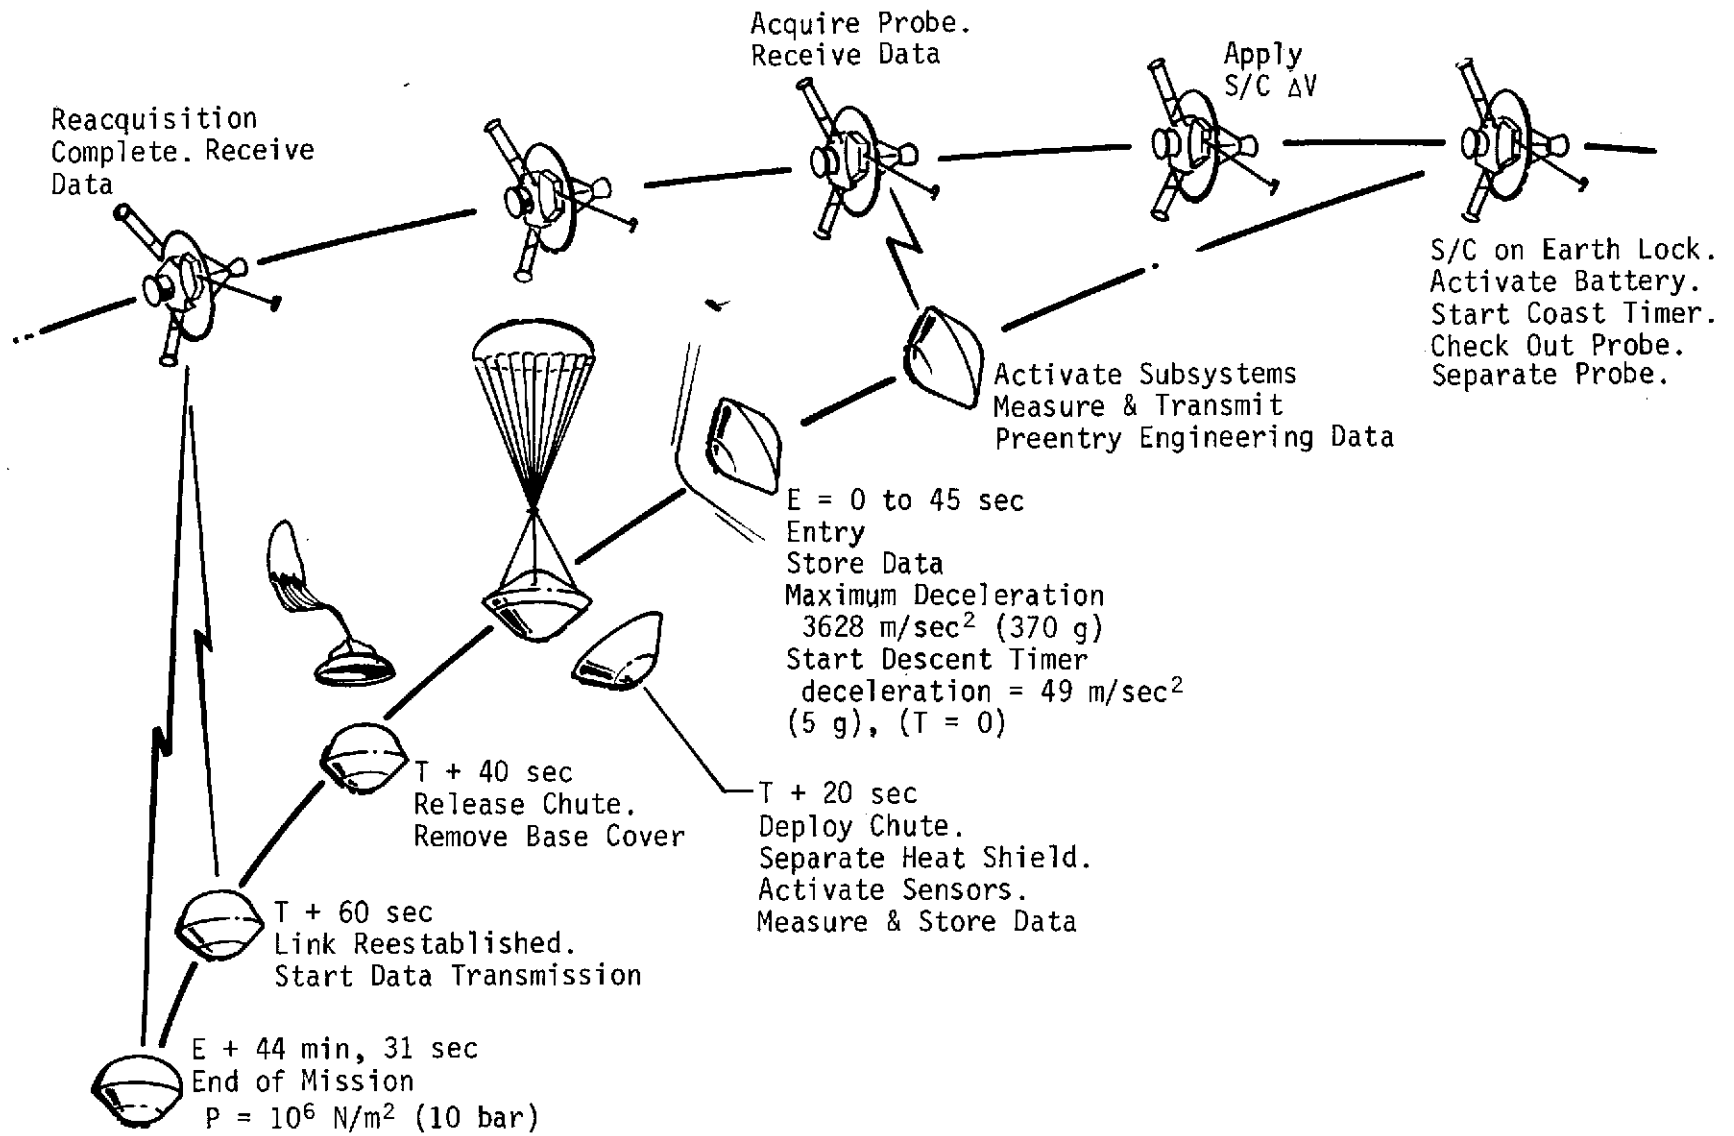 Acquire Probe.
Receive Data
Apply
S/C ΔV
Reacquisition
Complete. Receive
Data
S/C on Earth Lock.
Activate Battery.
Start Coast Timer.
Check Out Probe.
Separate Probe.
Activate Subsystems
Measure & Transmit
Preentry Engineering Data
E = 0 to 45 sec
Entry
Store Data
Maximum Deceleration
3628 m/sec² (370 g)
Start Descent Timer
deceleration = 49 m/sec²
(5 g), (T = 0)
T + 20 sec
Deploy Chute.
Separate Heat Shield.
Activate Sensors.
Measure & Store Data
T + 40 sec
Release Chute.
Remove Base Cover
T + 60 sec
Link Reestablished.
Start Data Transmission
E + 44 min, 31 sec
End of Mission
P = 10⁶ N/m² (10 bar)